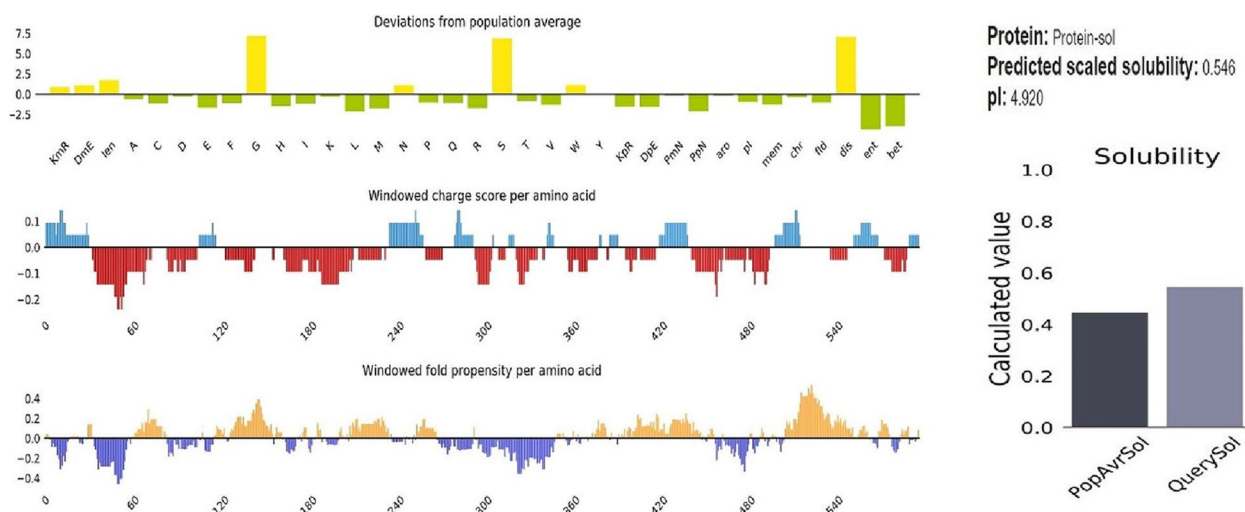 Deviations from population average
7.5
5.0
2.5
0.0
−2.5
KmR DmE len A C D E F G H I K L M N P Q R S T V W Y KpR DpE PmN PpN aro pI mem chr fld dis ent bet
Windowed charge score per amino acid
0.1
0.0
−0.1
−0.2
0 60 120 180 240 300 360 420 480 540
Windowed fold propensity per amino acid
0.4
0.2
0.0
−0.2
−0.4
0 60 120 180 240 300 360 420 480 540
Protein: Protein-sol
Predicted scaled solubility: 0.546
pI: 4.920
Solubility
Calculated value
1.0
0.8
0.6
0.4
0.2
0.0
PopAvrSol QuerySol